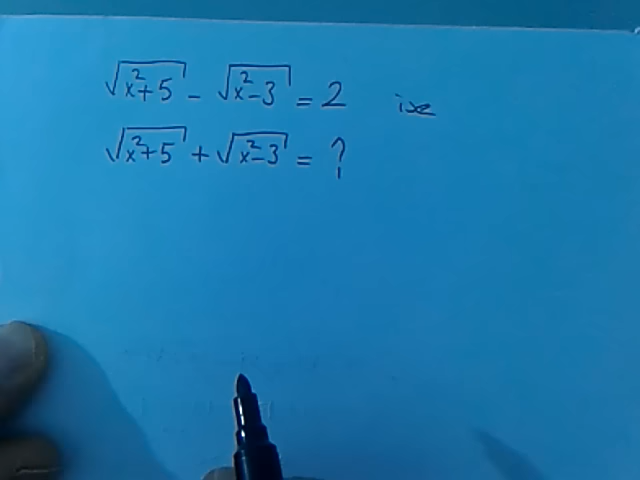 √(x²+5) - √(x²-3) = 2 ise
√(x²+5) + √(x²-3) = ?